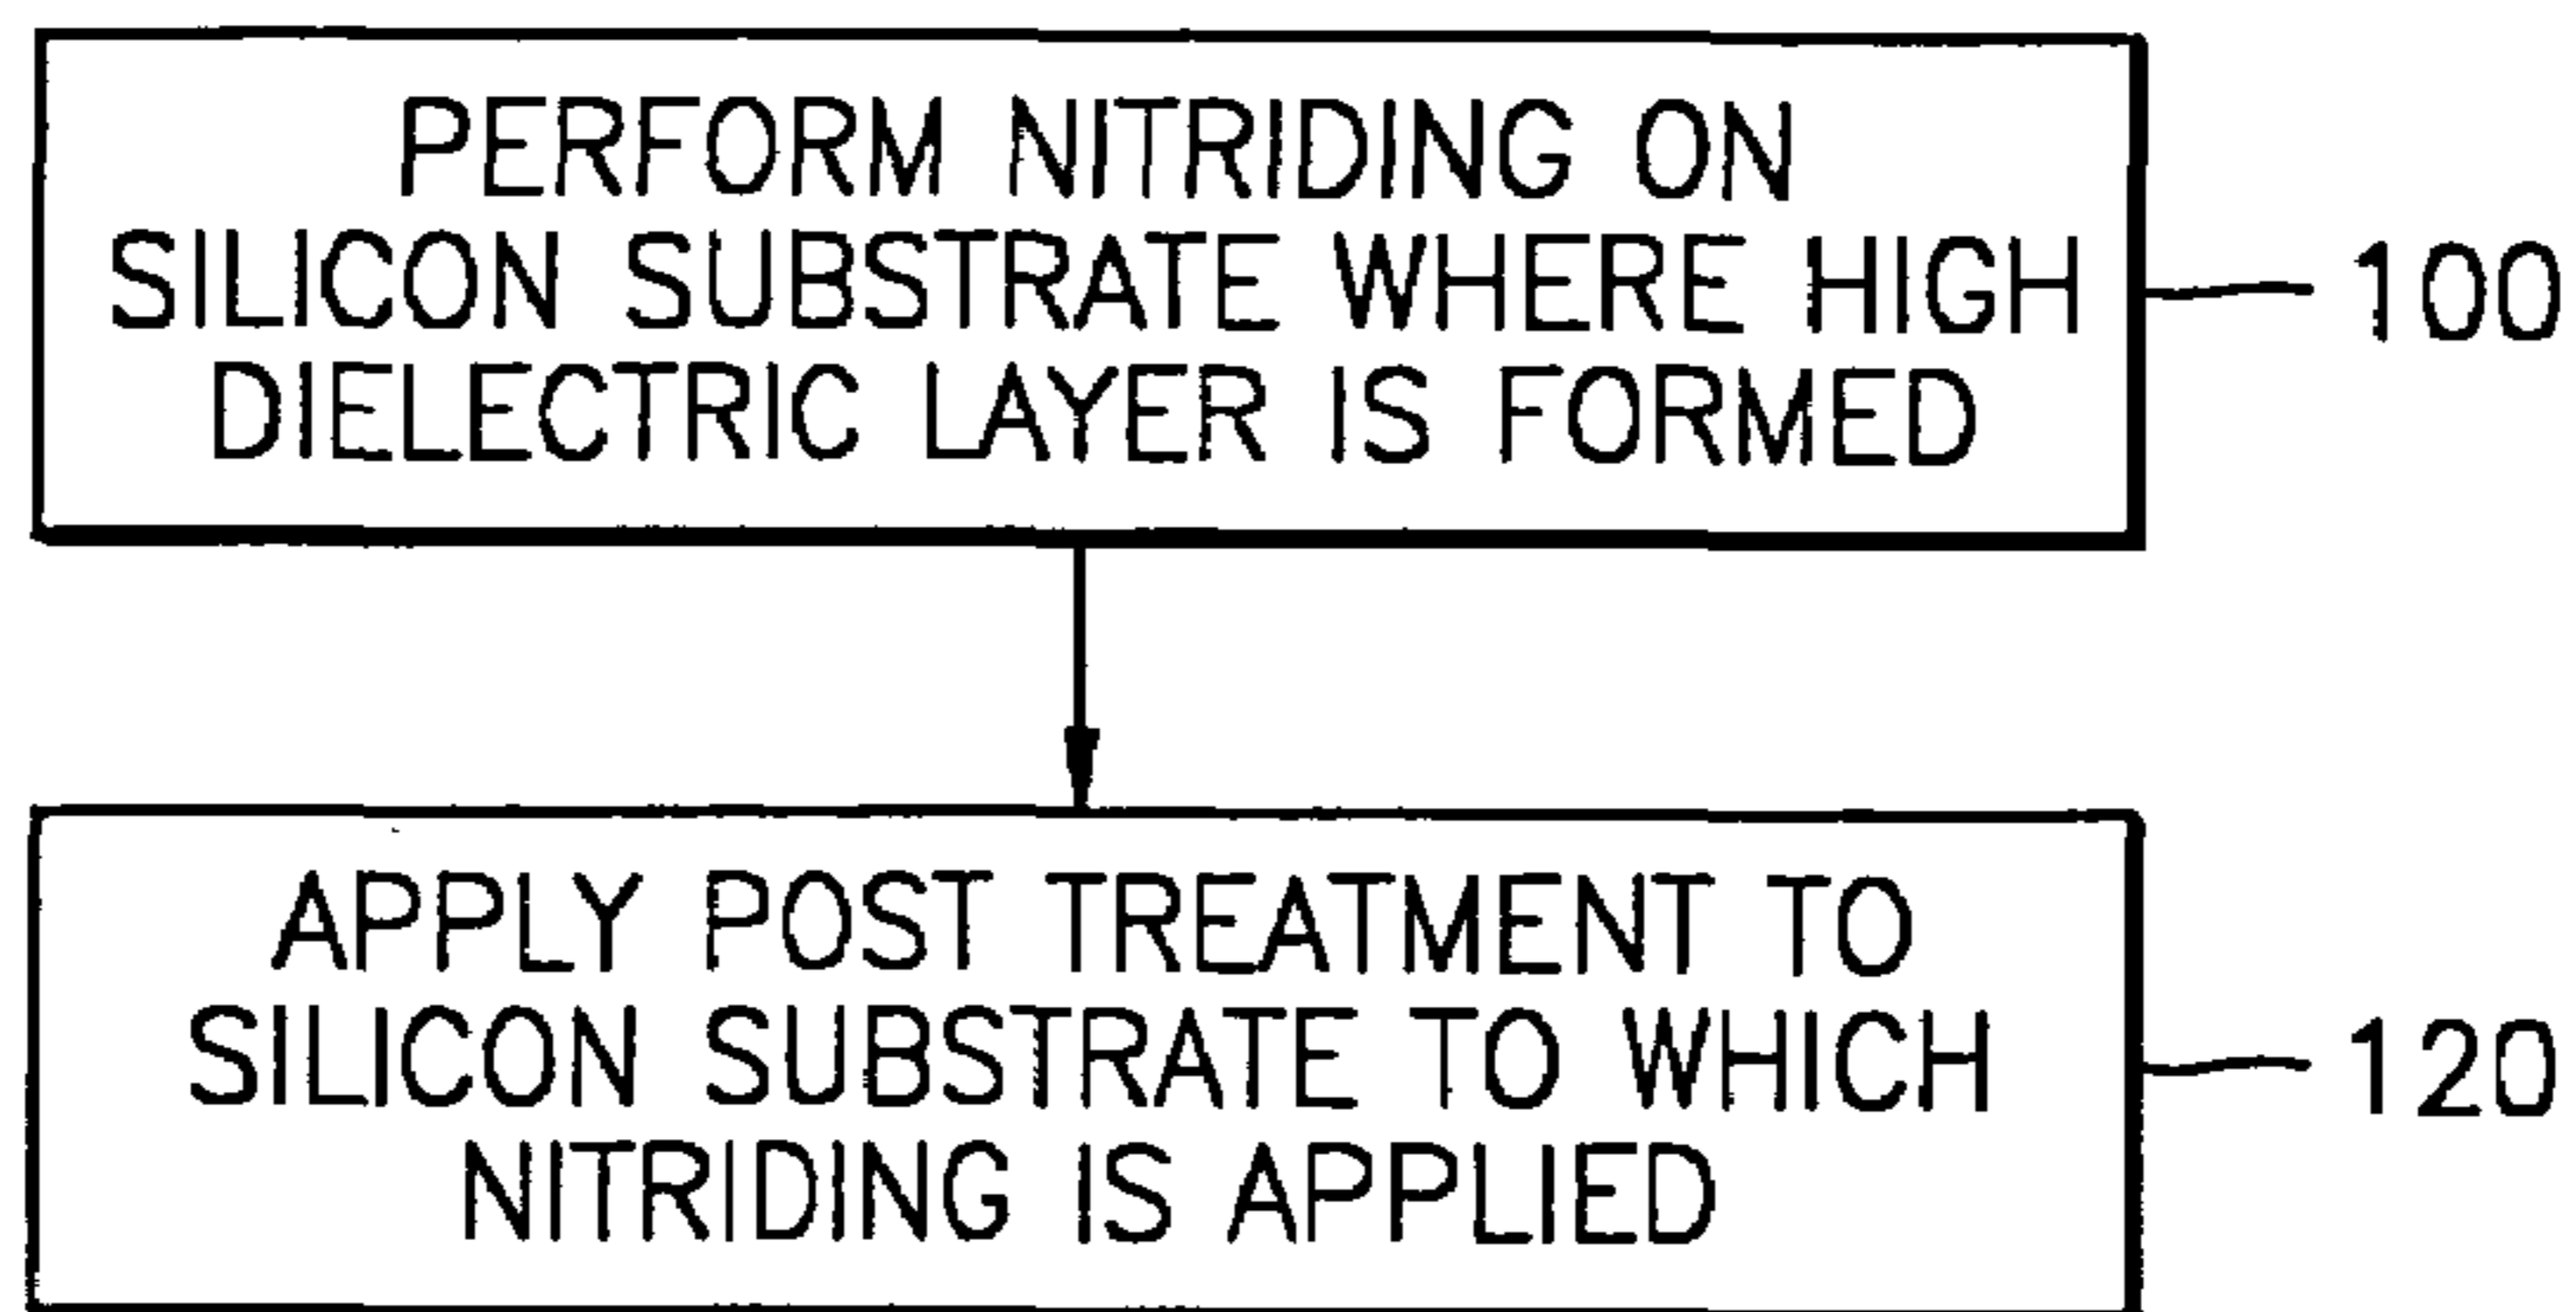 PERFORM NITRIDING ON
SILICON SUBSTRATE WHERE HIGH
DIELECTRIC LAYER IS FORMED
100
APPLY POST TREATMENT TO
SILICON SUBSTRATE TO WHICH
NITRIDING IS APPLIED
120